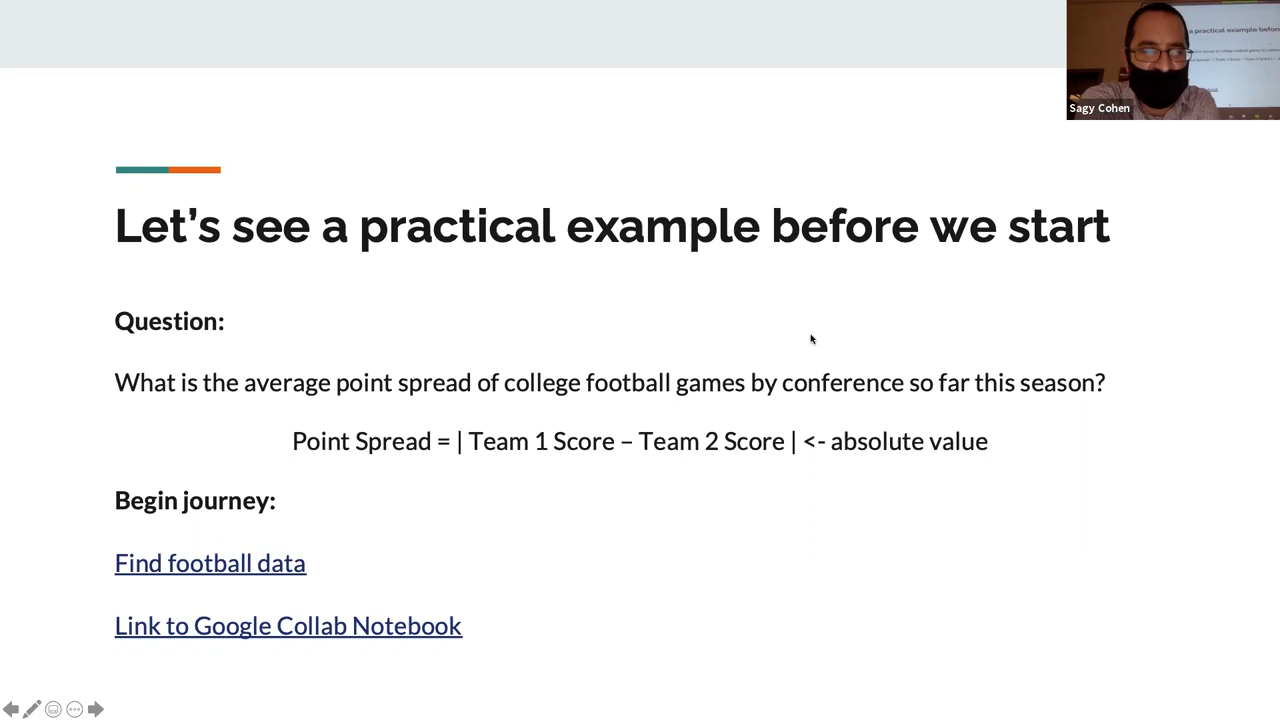 Sagy Cohen
Let's see a practical example before we start
Question:
What is the average point spread of college football games by conference so far this season?
Point Spread = | Team 1 Score – Team 2 Score | <- absolute value
Begin journey:
Find football data
Link to Google Collab Notebook